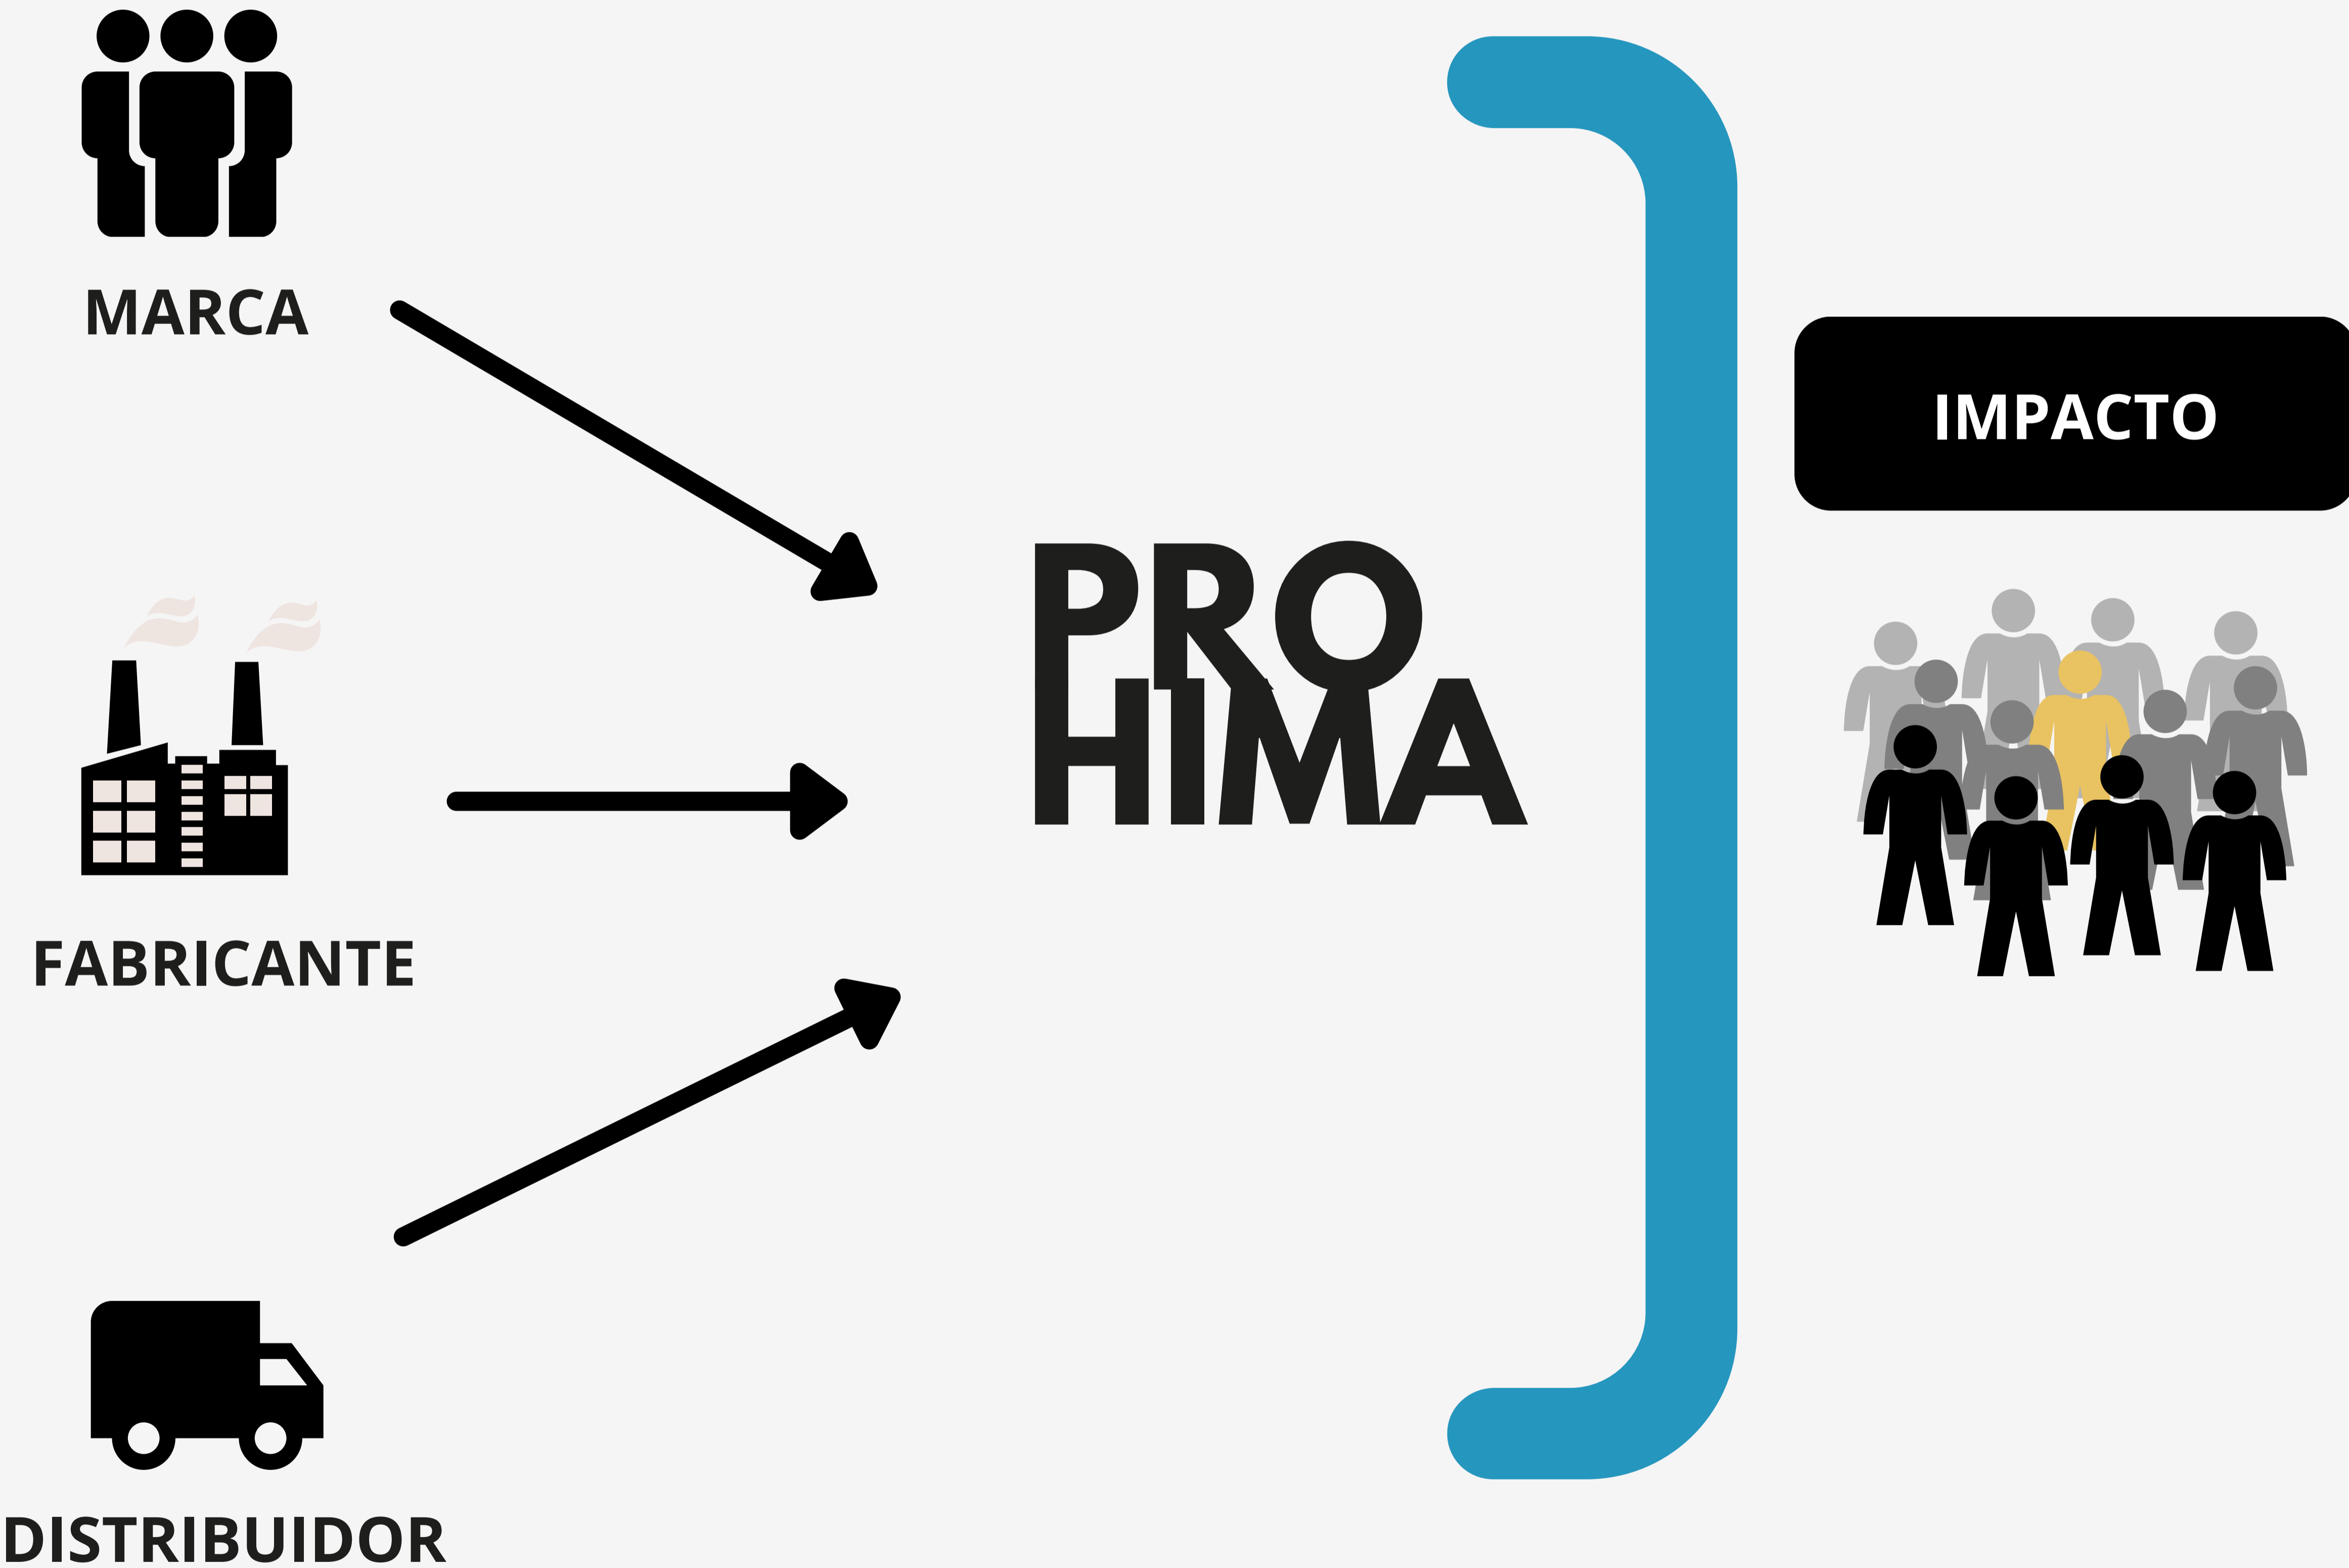 MARCA
FABRICANTE
DISTRIBUIDOR
PRO
HIMA
IMPACTO